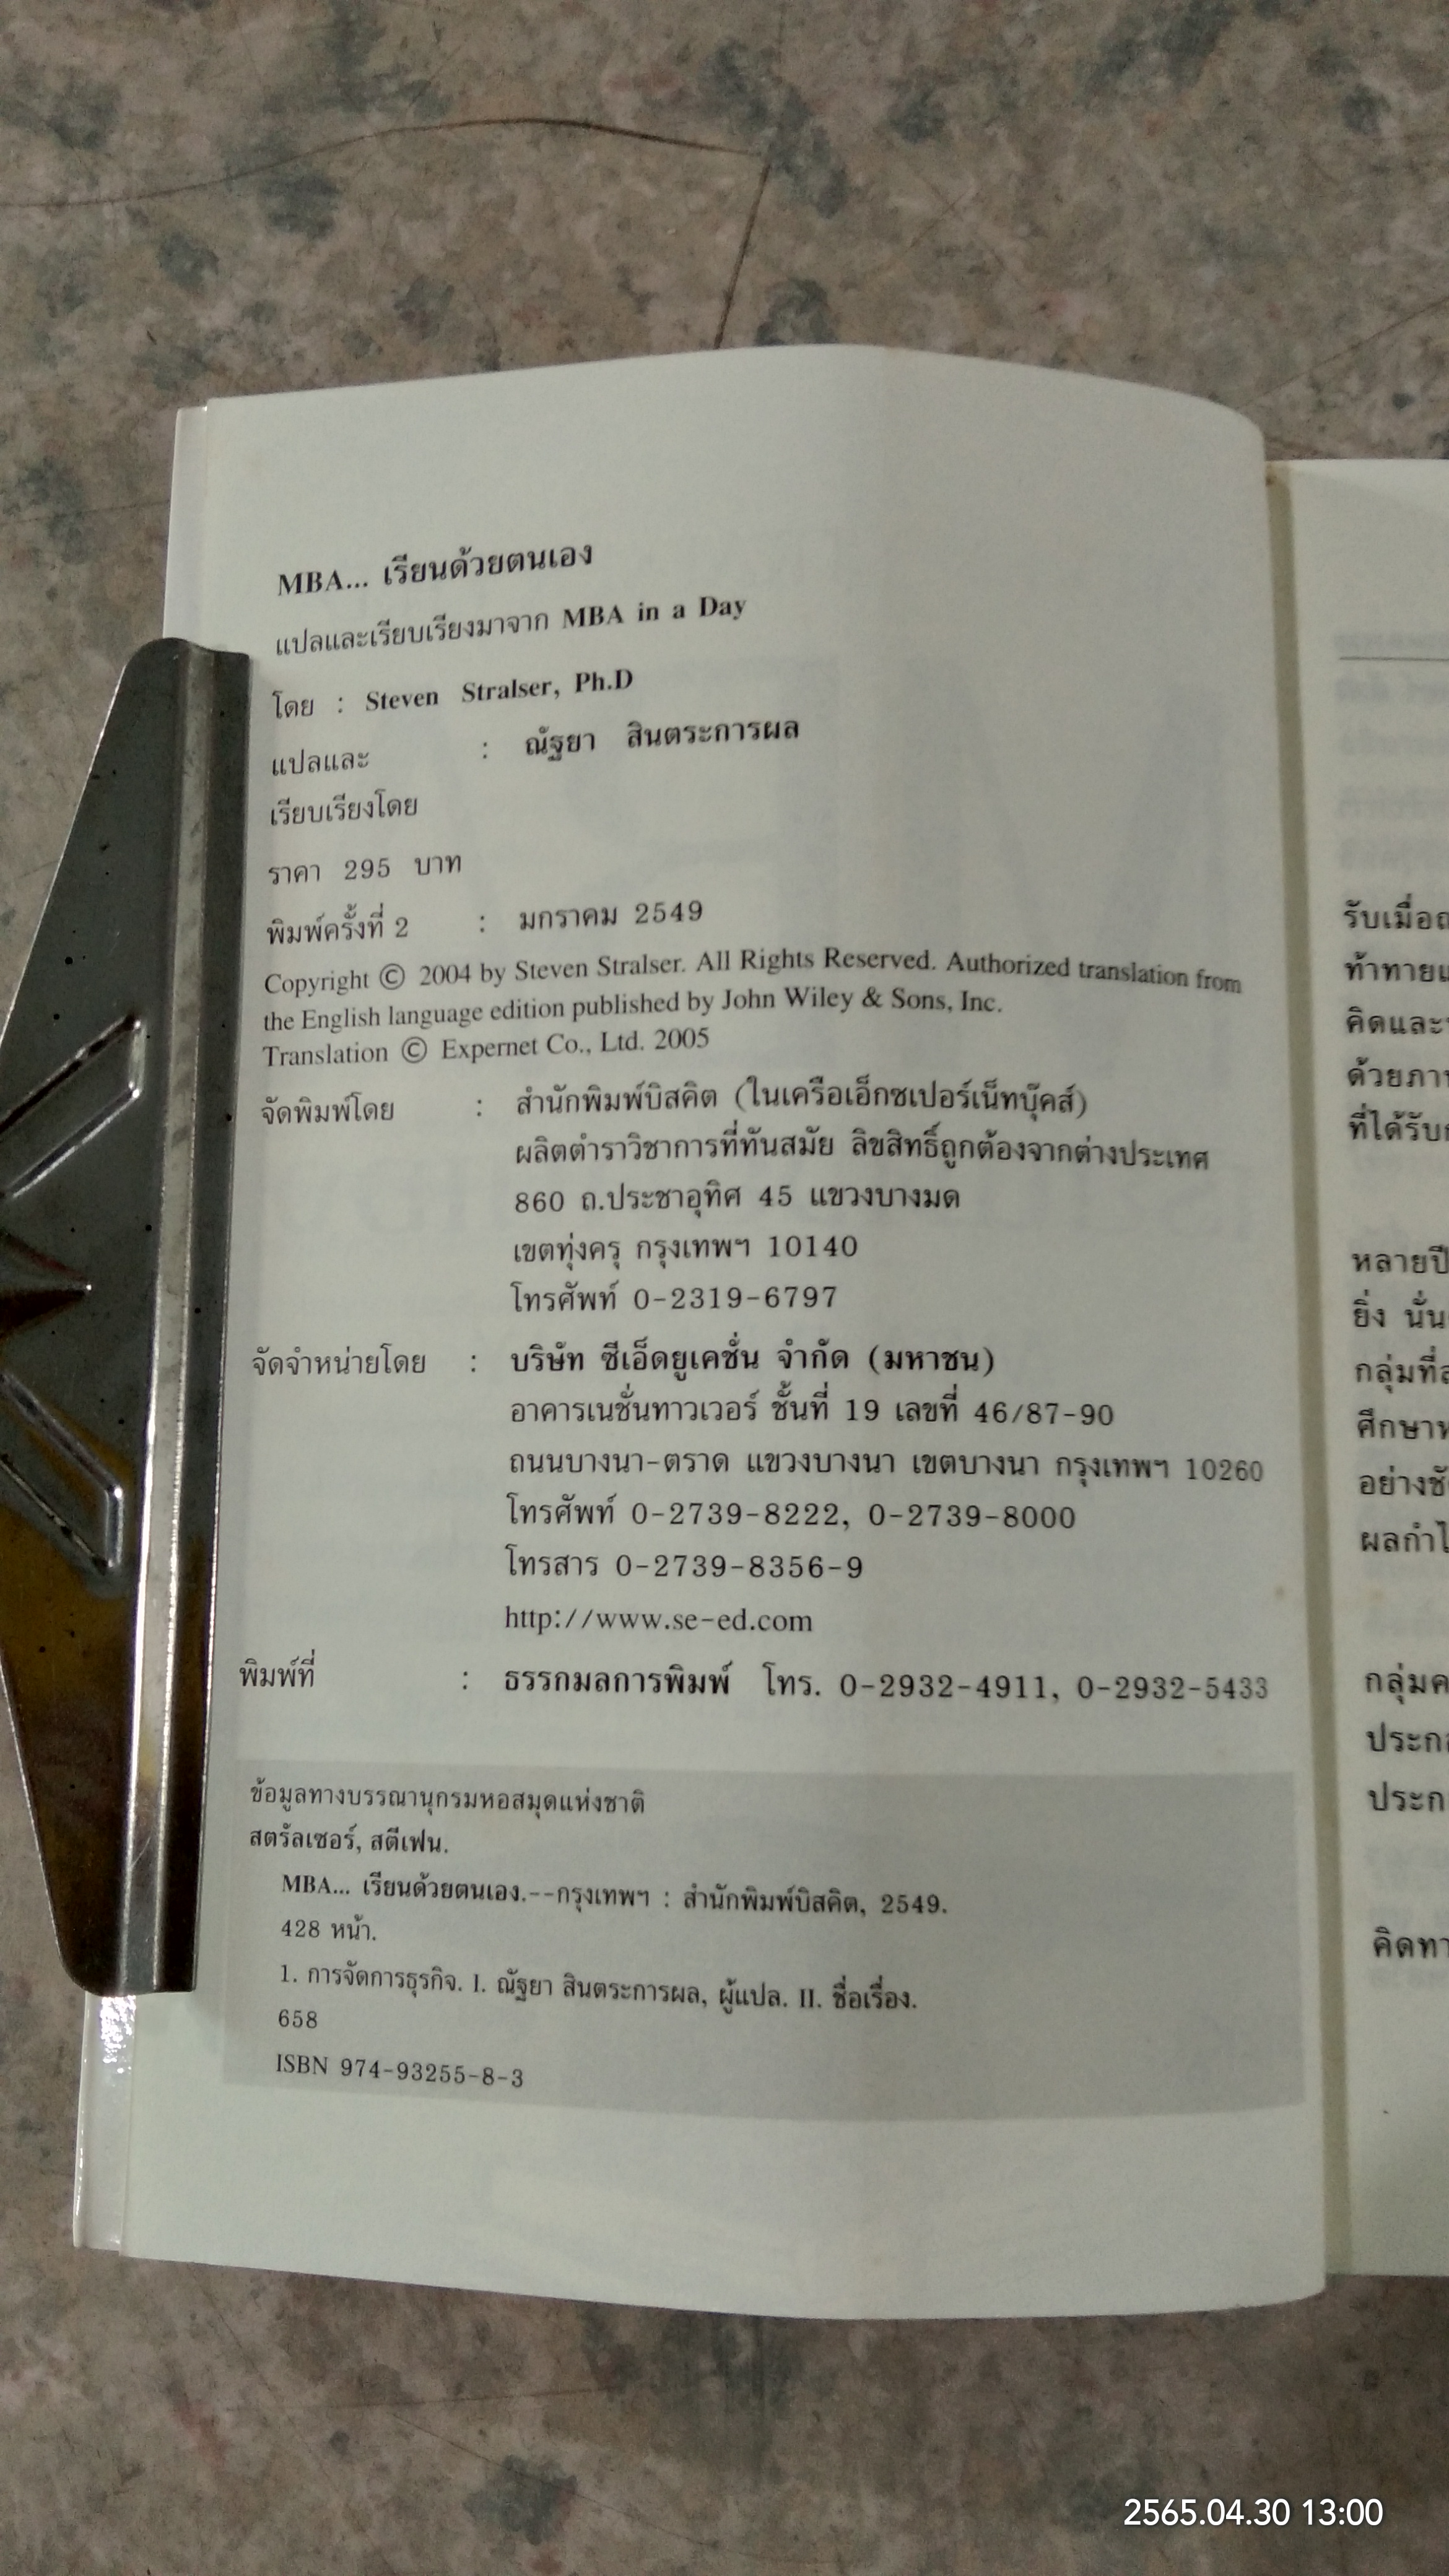 MBA... เรียนด้วยตนเอง
แปลและเรียบเรียงมาจาก MBA in a Day
โดย : Steven Stralser, Ph.D
แปลและ : ณัฐยา สินตระการผล
เรียบเรียงโดย
ราคา 295 บาท
พิมพ์ครั้งที่ 2 : มกราคม 2549
Copyright © 2004 by Steven Stralser. All Rights Reserved. Authorized translation from
the English language edition published by John Wiley & Sons, Inc.
Translation © Expernet Co., Ltd. 2005
จัดพิมพ์โดย : สำนักพิมพ์บิสคิต (ในเครือเอ็กซเปอร์เน็ทบุ๊คส์)
ผลิตตำราวิชาการที่ทันสมัย ลิขสิทธิ์ถูกต้องจากต่างประเทศ
860 ถ.ประชาอุทิศ 45 แขวงบางมด
เขตทุ่งครุ กรุงเทพฯ 10140
โทรศัพท์ 0-2319-6797
จัดจำหน่ายโดย : บริษัท ซีเอ็ดยูเคชั่น จำกัด (มหาชน)
อาคารเนชั่นทาวเวอร์ ชั้นที่ 19 เลขที่ 46/87-90
ถนนบางนา-ตราด แขวงบางนา เขตบางนา กรุงเทพฯ 10260
โทรศัพท์ 0-2739-8222, 0-2739-8000
โทรสาร 0-2739-8356-9
http://www.se-ed.com
พิมพ์ที่ : ธรรกมลการพิมพ์ โทร. 0-2932-4911, 0-2932-5433
ข้อมูลทางบรรณานุกรมหอสมุดแห่งชาติ
สตรัลเซอร์, สตีเฟน.
MBA... เรียนด้วยตนเอง.--กรุงเทพฯ : สำนักพิมพ์บิสคิต, 2549.
428 หน้า.
1. การจัดการธุรกิจ. I. ณัฐยา สินตระการผล, ผู้แปล. II. ชื่อเรื่อง.
658
ISBN 974-93255-8-3
รับเมื่อ
ท้าทาย
คิดและ
ด้วยภา
ที่ได้รับ
หลายปี
ยิ่ง นั่น
กลุ่มที่
ศึกษา
อย่างชั
ผลกำไ
กลุ่มค
ประก
ประก
คิดทา
2565.04.30 13:00